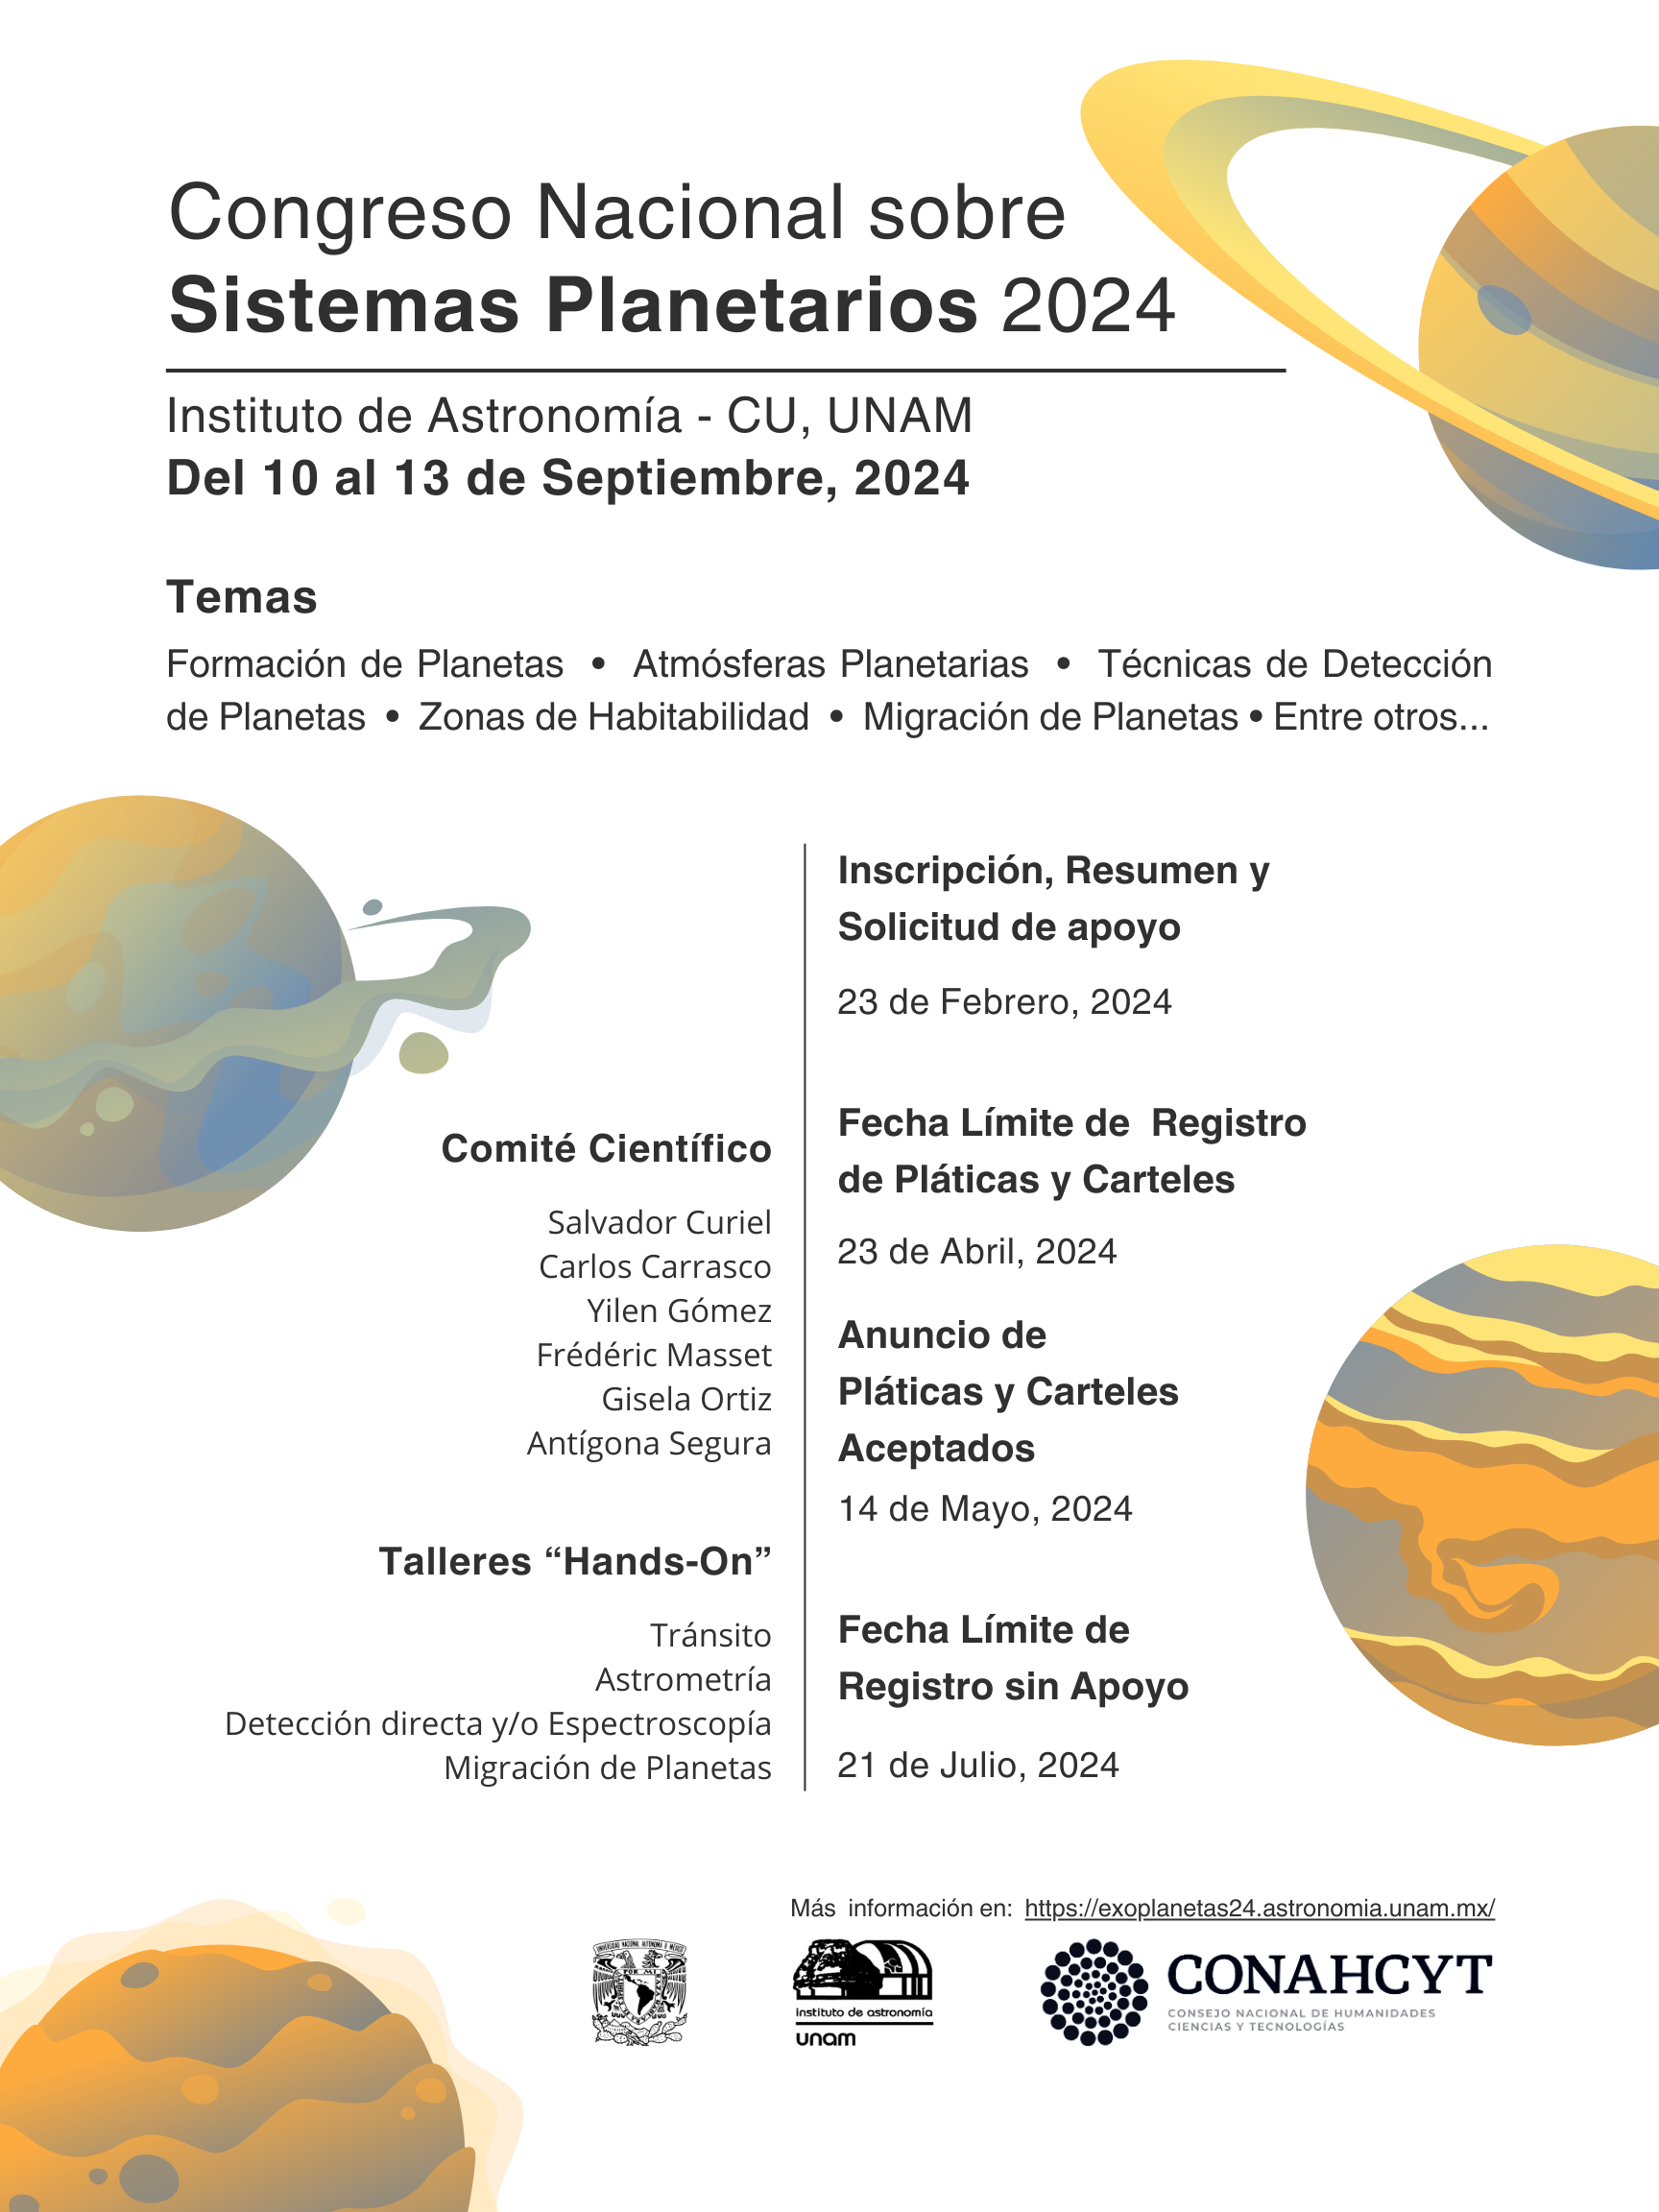 Congreso Nacional sobre
Sistemas Planetarios 2024
Instituto de Astronomía - CU, UNAM
Del 10 al 13 de Septiembre, 2024
Temas
Formación de Planetas • Atmósferas Planetarias • Técnicas de Detección
de Planetas • Zonas de Habitabilidad • Migración de Planetas • Entre otros...
Comité Científico
Salvador Curiel
Carlos Carrasco
Yilen Gómez
Frédéric Masset
Gisela Ortiz
Antígona Segura
Talleres “Hands-On”
Tránsito
Astrometría
Detección directa y/o Espectroscopía
Migración de Planetas
Inscripción, Resumen y
Solicitud de apoyo
23 de Febrero, 2024
Fecha Límite de Registro
de Pláticas y Carteles
23 de Abril, 2024
Anuncio de
Pláticas y Carteles
Aceptados
14 de Mayo, 2024
Fecha Límite de
Registro sin Apoyo
21 de Julio, 2024
Más información en: https://exoplanetas24.astronomia.unam.mx/
instituto de astronomía
unam
CONAHCYT
CONSEJO NACIONAL DE HUMANIDADES
CIENCIAS Y TECNOLOGÍAS